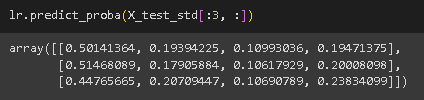 lr.predict_proba(X_test_std[:3, :])
array([[0.50141364, 0.19394225, 0.10993036, 0.19471375],
[0.51468089, 0.17905884, 0.10617929, 0.20008098],
[0.44765665, 0.20709447, 0.10690789, 0.23834099]])